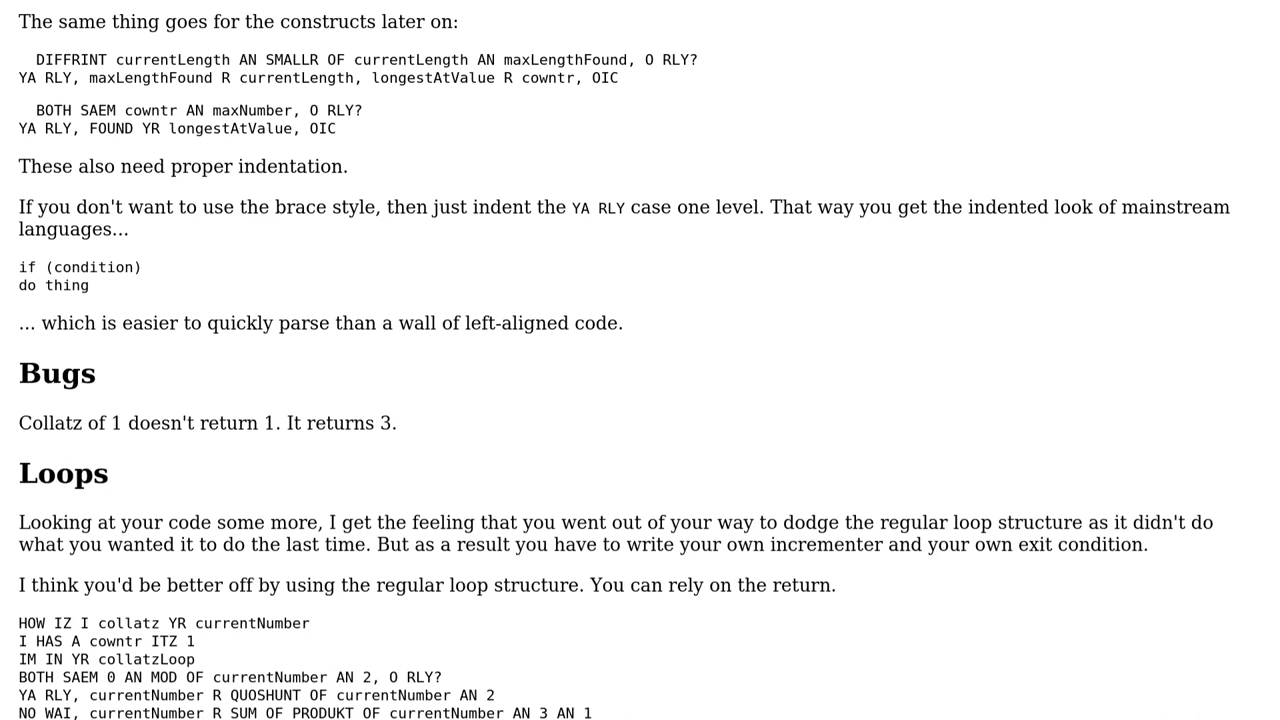 The same thing goes for the constructs later on:
DIFFRINT currentLength AN SMALLR OF currentLength AN maxLengthFound, O RLY?
YA RLY, maxLengthFound R currentLength, longestAtValue R cowntr, OIC
BOTH SAEM cowntr AN maxNumber, O RLY?
YA RLY, FOUND YR longestAtValue, OIC
These also need proper indentation.
If you don't want to use the brace style, then just indent the YA RLY case one level. That way you get the indented look of mainstream
languages...
if (condition)
do thing
... which is easier to quickly parse than a wall of left-aligned code.
Bugs
Collatz of 1 doesn't return 1. It returns 3.
Loops
Looking at your code some more, I get the feeling that you went out of your way to dodge the regular loop structure as it didn't do
what you wanted it to do the last time. But as a result you have to write your own incrementer and your own exit condition.
I think you'd be better off by using the regular loop structure. You can rely on the return.
HOW IZ I collatz YR currentNumber
I HAS A cowntr ITZ 1
IM IN YR collatzLoop
BOTH SAEM 0 AN MOD OF currentNumber AN 2, O RLY?
YA RLY, currentNumber R QUOSHUNT OF currentNumber AN 2
NO WAI, currentNumber R SUM OF PRODUKT OF currentNumber AN 3 AN 1